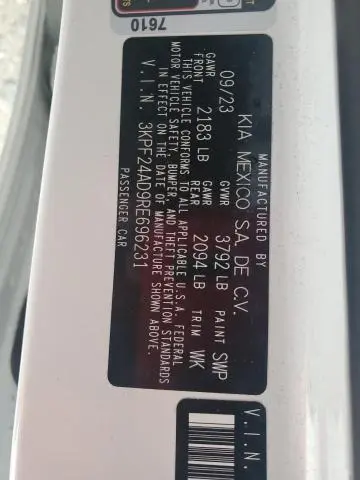 7610
MANUFACTURED BY
KIA MEXICO S.A. DE C.V.
09/23 GVWR 3792 LB PAINT SWP
GAWR FRONT 2183 LB GAWR REAR 2094 LB TRIM WK
THIS VEHICLE CONFORMS TO ALL APPLICABLE U.S.A. FEDERAL
MOTOR VEHICLE SAFETY, BUMPER, AND THEFT PREVENTION STANDARDS
IN EFFECT ON THE DATE OF MANUFACTURE SHOWN ABOVE.
V.I.N. 3KPF24AD9RE696231
PASSENGER CAR
V.I.N.